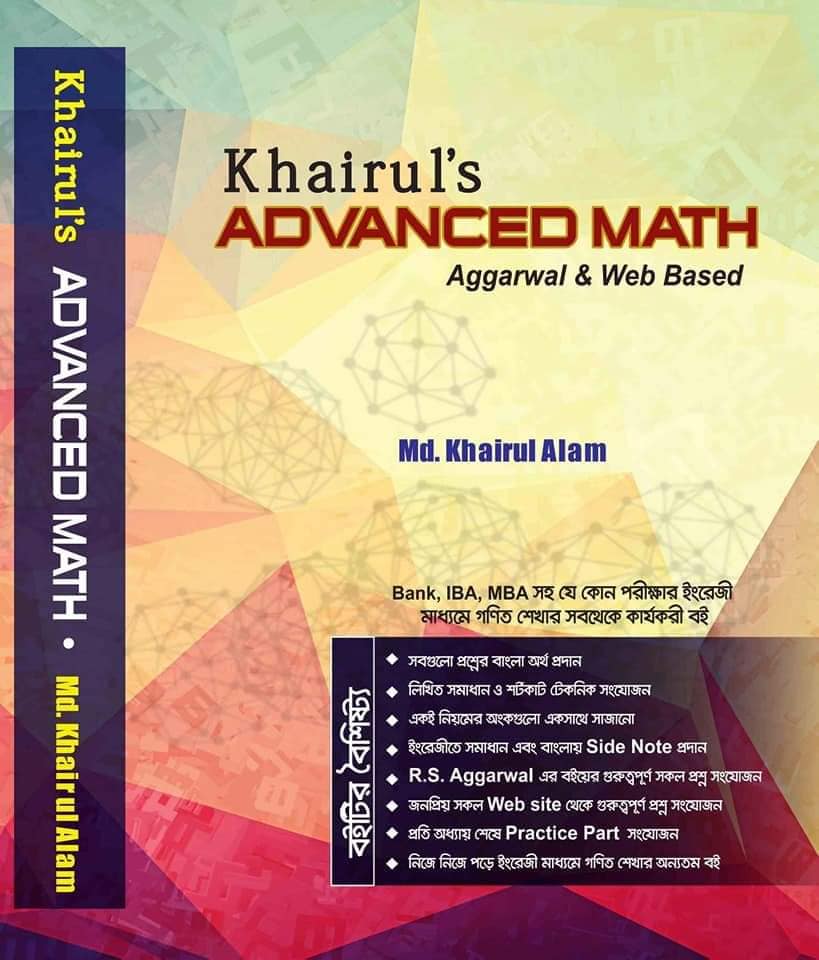 Khairul's ADVANCED MATH • Md. Khairul Alam
Khairul's
ADVANCED MATH
Aggarwal & Web Based
Md. Khairul Alam
Bank, IBA, MBA সহ যে কোন পরীক্ষার ইংরেজী
মাধ্যমে গণিত শেখার সবথেকে কার্যকরী বই
বইটির বৈশিষ্ট্য
◆ সবগুলো প্রশ্নের বাংলা অর্থ প্রদান
◆ লিখিত সমাধান ও শর্টকাট টেকনিক সংযোজন
◆ একই নিয়মের অংকগুলো একসাথে সাজানো
◆ ইংরেজীতে সমাধান এবং বাংলায় Side Note প্রদান
◆ R.S. Aggarwal এর বইয়ের গুরুত্বপূর্ণ সকল প্রশ্ন সংযোজন
◆ জনপ্রিয় সকল Web site থেকে গুরুত্বপূর্ণ প্রশ্ন সংযোজন
◆ প্রতি অধ্যায় শেষে Practice Part সংযোজন
◆ নিজে নিজে পড়ে ইংরেজী মাধ্যমে গণিত শেখার অন্যতম বই